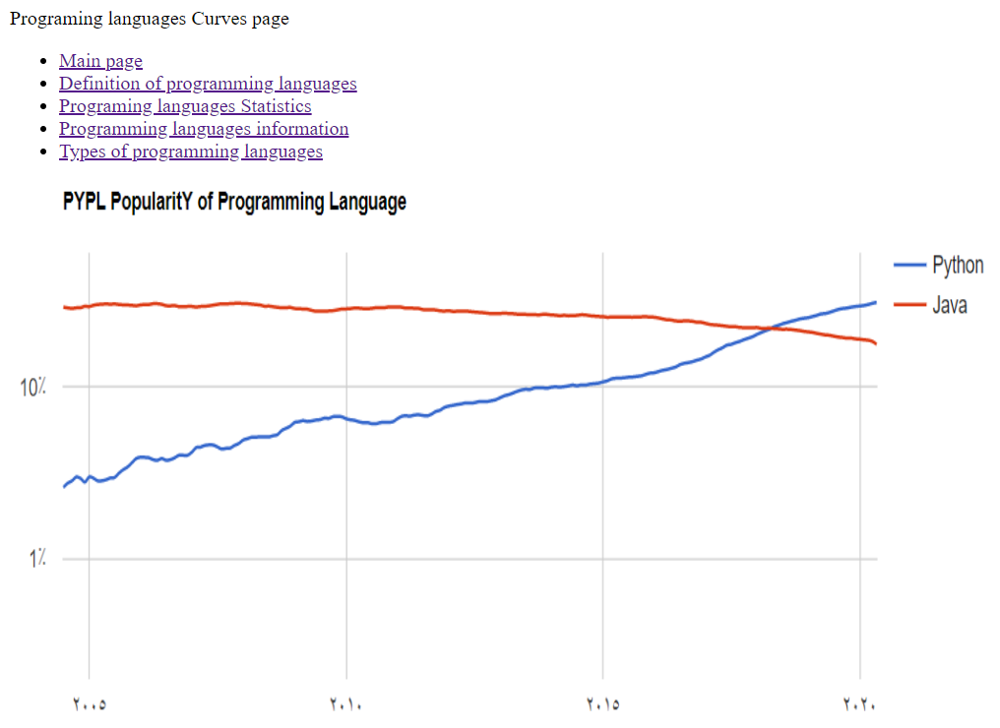 Programing languages Curves page
Main page
Definition of programming languages
Programing languages Statistics
Programming languages information
Types of programming languages
PYPL PopularitY of Programming Language
Python
Java
10٪
1٪
٢٠٠٥ ٢٠١٠ ٢٠١٥ ٢٠٢٠